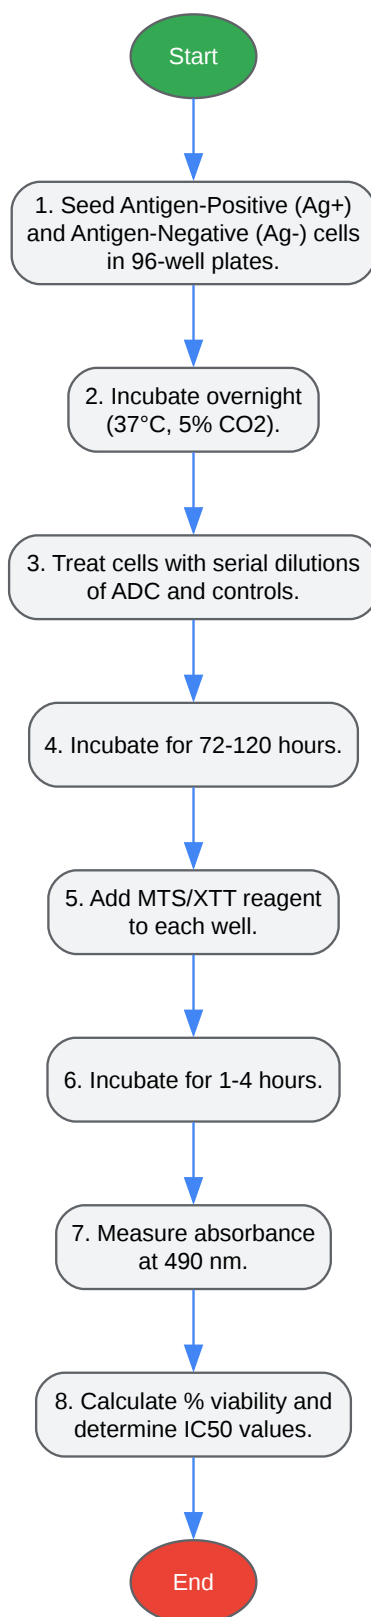 Start
1. Seed Antigen-Positive (Ag+)
and Antigen-Negative (Ag-) cells
in 96-well plates.
2. Incubate overnight
(37°C, 5% CO2).
3. Treat cells with serial dilutions
of ADC and controls.
4. Incubate for 72-120 hours.
5. Add MTS/XTT reagent
to each well.
6. Incubate for 1-4 hours.
7. Measure absorbance
at 490 nm.
8. Calculate % viability and
determine IC50 values.
End